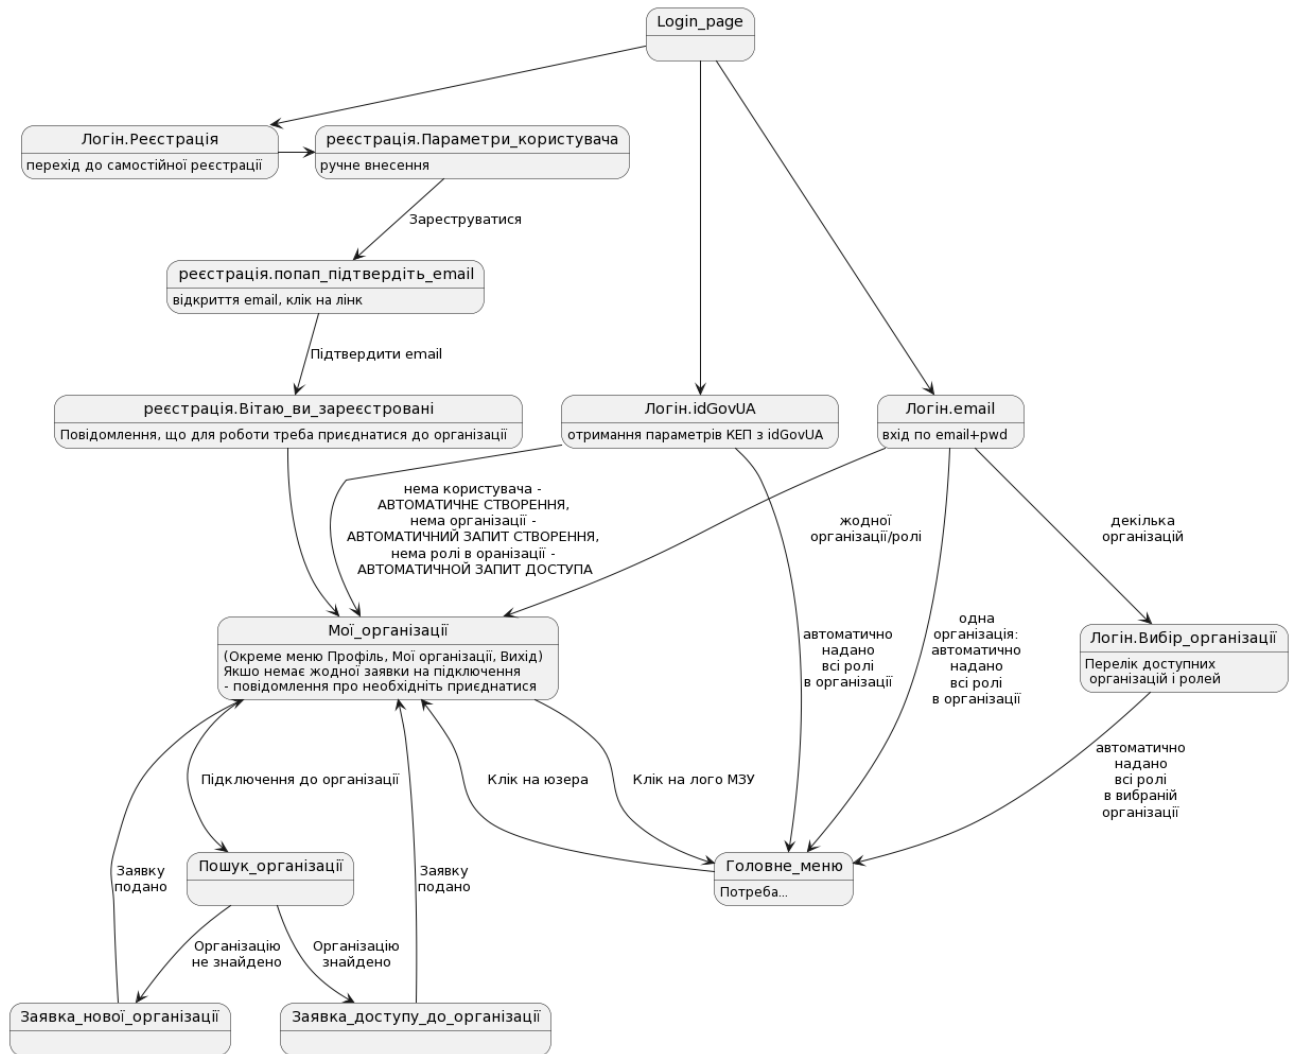 Login_page
Логін.Реєстрація
перехід до самостійної реєстрації
реєстрація.Параметри_користувача
ручне внесення
Зареструватися
реєстрація.попап_підтвердіть_email
відкриття email, клік на лінк
Підтвердити email
реєстрація.Вітаю_ви_зареєстровані
Повідомлення, що для роботи треба приєднатися до організації
Логін.idGovUA
отримання параметрів КЕП з idGovUA
Логін.email
вхід по email+pwd
нема користувача -
АВТОМАТИЧНЕ СТВОРЕННЯ,
нема організації -
АВТОМАТИЧНИЙ ЗАПИТ СТВОРЕННЯ,
нема ролі в оранізації -
АВТОМАТИЧНОЙ ЗАПИТ ДОСТУПА
жодної
організації/ролі
декілька
організацій
автоматично
надано
всі ролі
в організації
одна
організація:
автоматично
надано
всі ролі
в організації
Мої_організації
(Окреме меню Профіль, Мої організації, Вихід)
Якшо немає жодної заявки на підключення
- повідомлення про необхідніть приєднатися
Логін.Вибір_організації
Перелік доступних
організацій і ролей
Підключення до організації
Клік на юзера
Клік на лого МЗУ
автоматично
надано
всі ролі
в вибраній
організації
Заявку
подано
Пошук_організації
Заявку
подано
Головне_меню
Потреба...
Організацію
не знайдено
Організацію
знайдено
Заявка_нової_організації
Заявка_доступу_до_організації